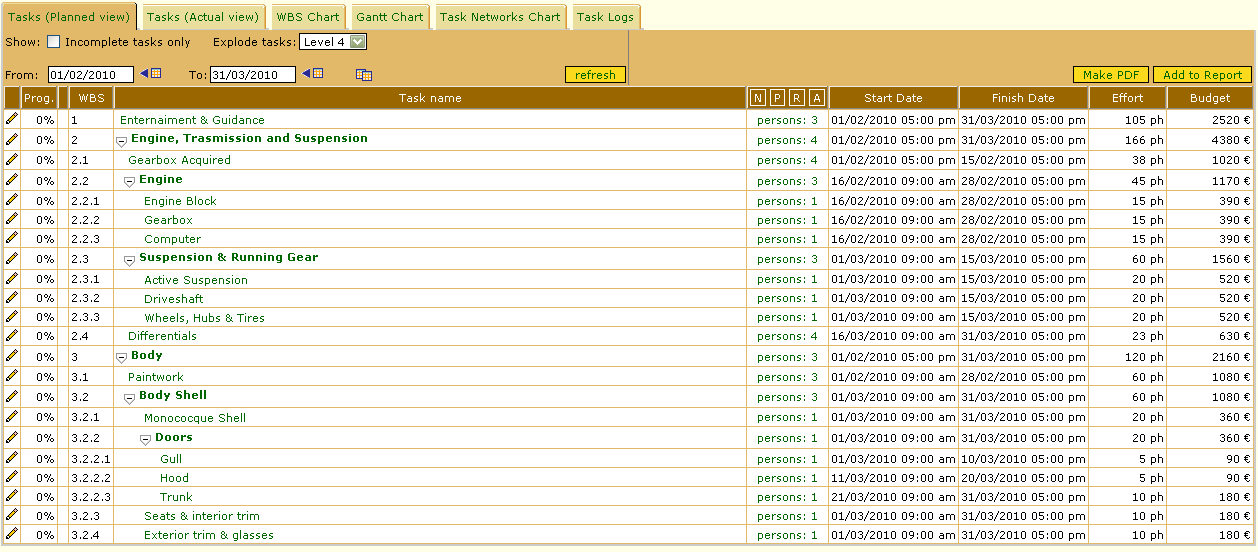 Tasks (Planned view) Tasks (Actual view) WBS Chart Gantt Chart Task Networks Chart Task Logs
Show: Incomplete tasks only Explode tasks: Level 4
From: 01/02/2010 To: 31/03/2010 refresh Make PDF Add to Report
Prog. WBS Task name N P R A Start Date Finish Date Effort Budget
0% 1 Enternaiment & Guidance persons: 3 01/02/2010 05:00 pm 31/03/2010 05:00 pm 105 ph 2520 €
0% 2 Engine, Trasmission and Suspension persons: 4 01/02/2010 05:00 pm 31/03/2010 05:00 pm 166 ph 4380 €
0% 2.1 Gearbox Acquired persons: 4 01/02/2010 05:00 pm 15/02/2010 05:00 pm 38 ph 1020 €
0% 2.2 Engine persons: 3 16/02/2010 09:00 am 28/02/2010 05:00 pm 45 ph 1170 €
0% 2.2.1 Engine Block persons: 1 16/02/2010 09:00 am 28/02/2010 05:00 pm 15 ph 390 €
0% 2.2.2 Gearbox persons: 1 16/02/2010 09:00 am 28/02/2010 05:00 pm 15 ph 390 €
0% 2.2.3 Computer persons: 1 16/02/2010 09:00 am 28/02/2010 05:00 pm 15 ph 390 €
0% 2.3 Suspension & Running Gear persons: 3 01/03/2010 09:00 am 15/03/2010 05:00 pm 60 ph 1560 €
0% 2.3.1 Active Suspension persons: 1 01/03/2010 09:00 am 15/03/2010 05:00 pm 20 ph 520 €
0% 2.3.2 Driveshaft persons: 1 01/03/2010 09:00 am 15/03/2010 05:00 pm 20 ph 520 €
0% 2.3.3 Wheels, Hubs & Tires persons: 1 01/03/2010 09:00 am 15/03/2010 05:00 pm 20 ph 520 €
0% 2.4 Differentials persons: 4 16/03/2010 09:00 am 31/03/2010 05:00 pm 23 ph 630 €
0% 3 Body persons: 3 01/02/2010 05:00 pm 31/03/2010 05:00 pm 120 ph 2160 €
0% 3.1 Paintwork persons: 3 01/02/2010 09:00 am 28/02/2010 05:00 pm 60 ph 1080 €
0% 3.2 Body Shell persons: 3 01/03/2010 09:00 am 31/03/2010 05:00 pm 60 ph 1080 €
0% 3.2.1 Monococque Shell persons: 1 01/03/2010 09:00 am 31/03/2010 05:00 pm 20 ph 360 €
0% 3.2.2 Doors persons: 1 01/03/2010 09:00 am 31/03/2010 05:00 pm 20 ph 360 €
0% 3.2.2.1 Gull persons: 1 01/03/2010 09:00 am 10/03/2010 05:00 pm 5 ph 90 €
0% 3.2.2.2 Hood persons: 1 11/03/2010 09:00 am 20/03/2010 05:00 pm 5 ph 90 €
0% 3.2.2.3 Trunk persons: 1 21/03/2010 09:00 am 31/03/2010 05:00 pm 10 ph 180 €
0% 3.2.3 Seats & interior trim persons: 1 01/03/2010 09:00 am 31/03/2010 05:00 pm 10 ph 180 €
0% 3.2.4 Exterior trim & glasses persons: 1 01/03/2010 09:00 am 31/03/2010 05:00 pm 10 ph 180 €